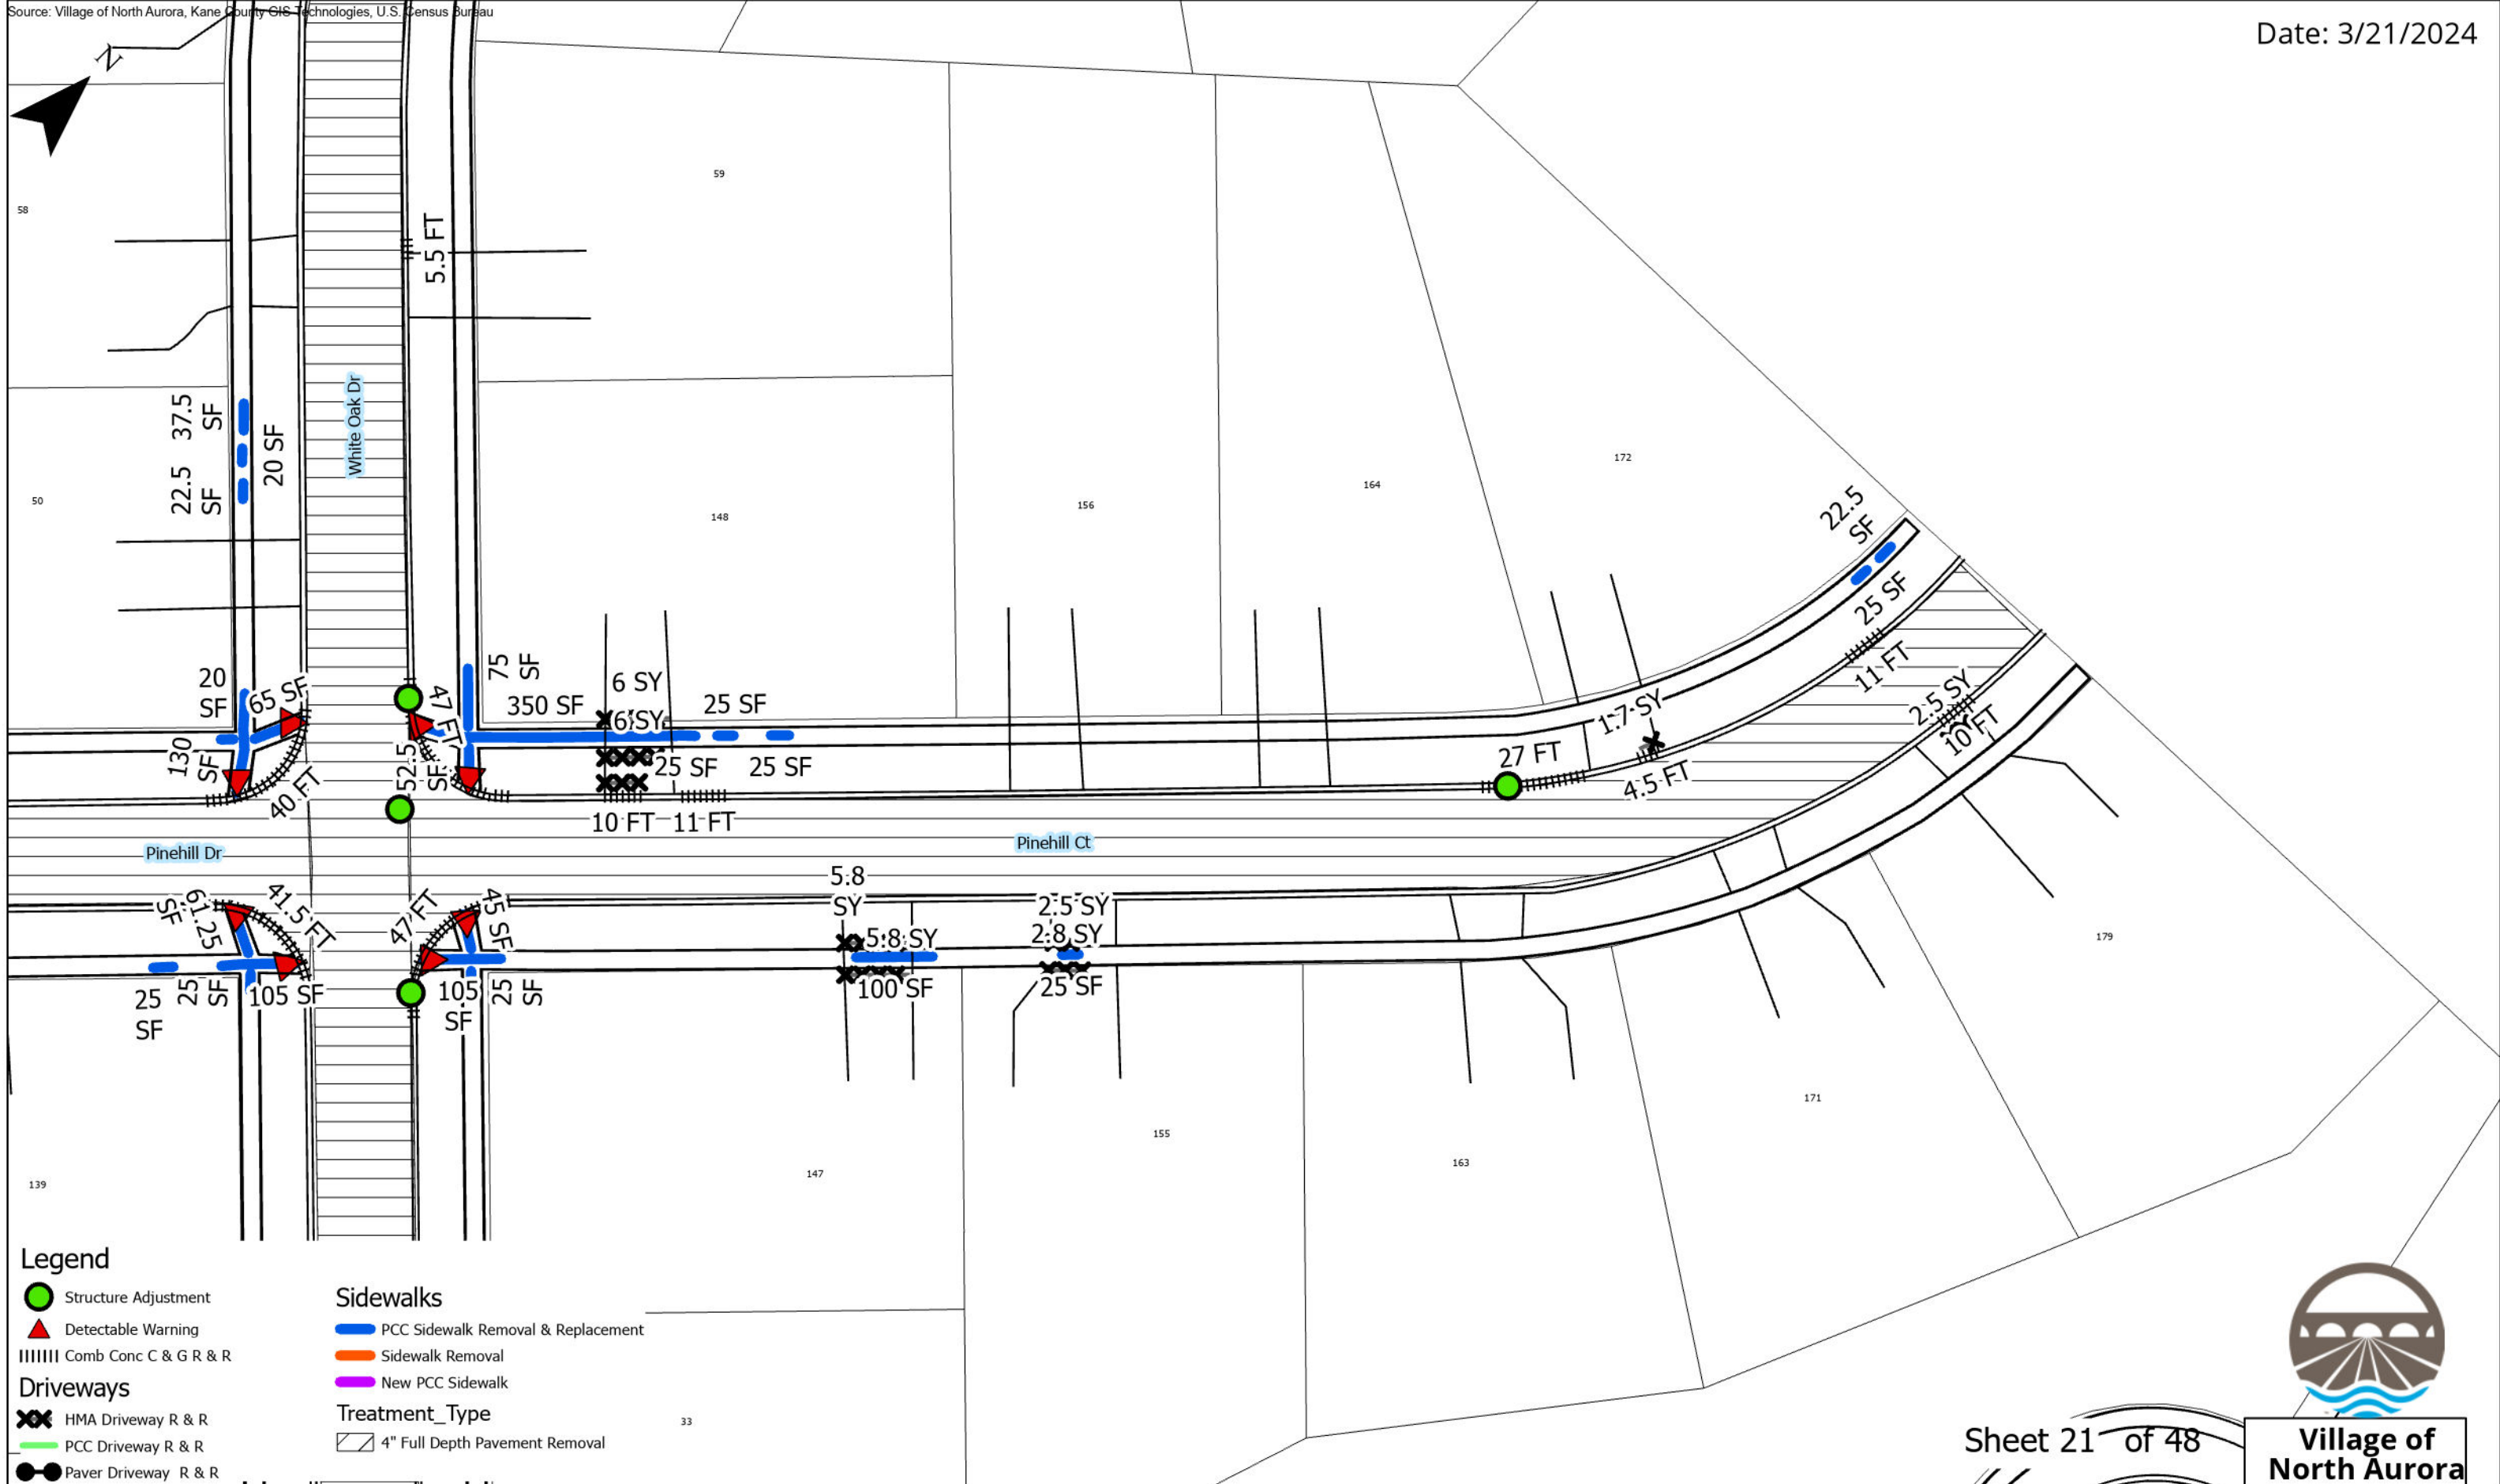 Source: Village of North Aurora, Kane County GIS Technologies, U.S. Census Bureau
Date: 3/21/2024
N
59
58
5.5 FT
172
164
White Oak Dr
37.5
SF
20 SF
22.5
SF
50
156
148
22.5
SF
25 SF
11 FT
75
SF
20
SF
65 SF
47 FT
350 SF
6 SY
6 SY
25 SF
1.7 SY
2.5 SY
10 FT
130
SF
40 FT
52.5
SF
25 SF
25 SF
27 FT
4.5 FT
10 FT
11 FT
Pinehill Dr
Pinehill Ct
5.8
SY
61.25
SF
41.5 FT
47 FT
45 SF
5.8 SY
2.5 SY
2.8 SY
179
25
SF
25
SF
105 SF
105
SF
25
SF
100 SF
25 SF
171
155
163
147
139
33
Legend
Structure Adjustment
Detectable Warning
Comb Conc C & G R & R
Driveways
HMA Driveway R & R
PCC Driveway R & R
Paver Driveway R & R
Sidewalks
PCC Sidewalk Removal & Replacement
Sidewalk Removal
New PCC Sidewalk
Treatment_Type
4" Full Depth Pavement Removal
Sheet 21 of 48
Village of
North Aurora